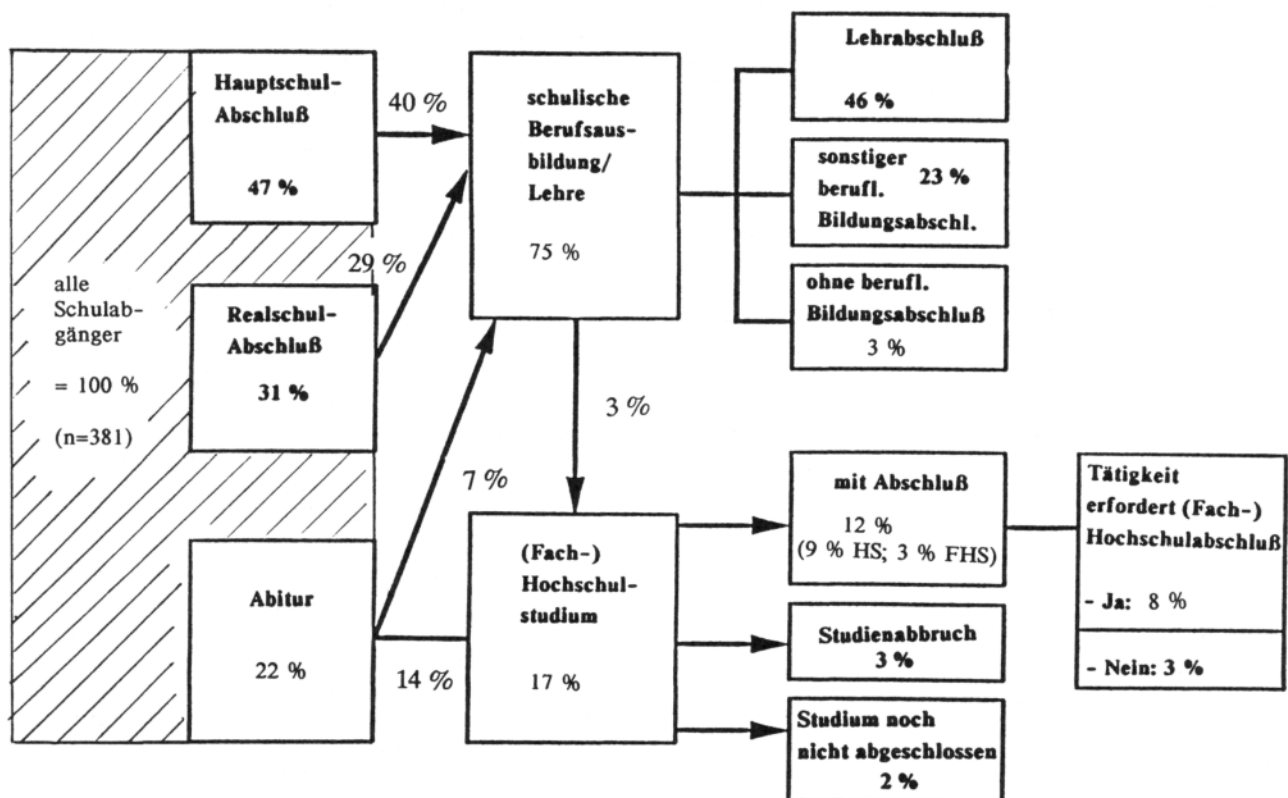 alle
Schulab-
gänger
= 100 %
(n=381)
Hauptschul-
Abschluß
47 %
Realschul-
Abschluß
31 %
Abitur
22 %
40 %
29 %
7 %
14 %
schulische
Berufsaus-
bildung/
Lehre
75 %
3 %
(Fach-)
Hochschul-
studium
17 %
Lehrabschluß
46 %
sonstiger
berufl. 23 %
Bildungsabschl.
ohne berufl.
Bildungsabschluß
3 %
mit Abschluß
12 %
(9 % HS; 3 % FHS)
Studienabbruch
3 %
Studium noch
nicht abgeschlossen
2 %
Tätigkeit
erfordert (Fach-)
Hochschulabschluß
- Ja: 8 %
- Nein: 3 %